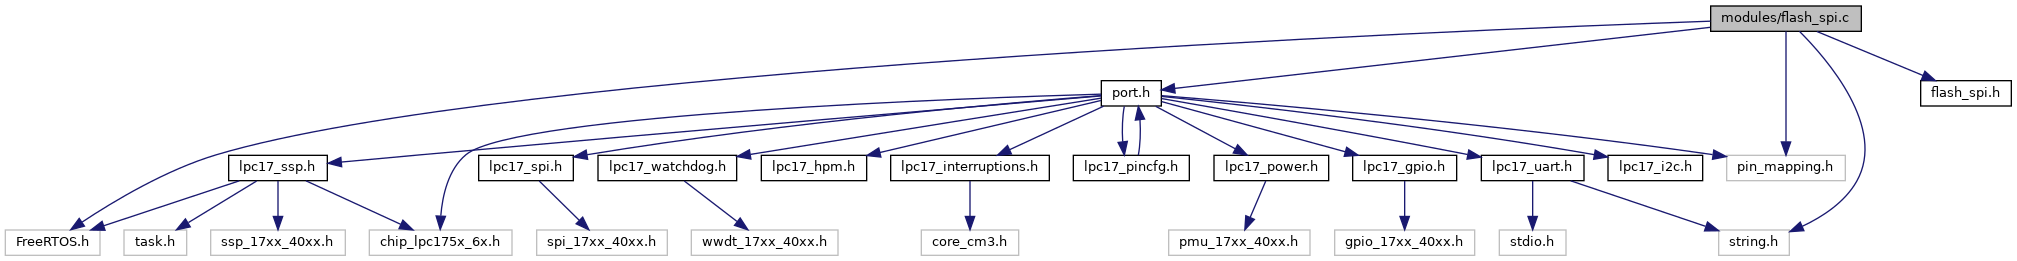 modules/flash_spi.c
port.h
flash_spi.h
lpc17_ssp.h
lpc17_spi.h
lpc17_watchdog.h
lpc17_hpm.h
lpc17_interruptions.h
lpc17_pincfg.h
lpc17_power.h
lpc17_gpio.h
lpc17_uart.h
lpc17_i2c.h
pin_mapping.h
FreeRTOS.h
task.h
ssp_17xx_40xx.h
chip_lpc175x_6x.h
spi_17xx_40xx.h
wwdt_17xx_40xx.h
core_cm3.h
pmu_17xx_40xx.h
gpio_17xx_40xx.h
stdio.h
string.h